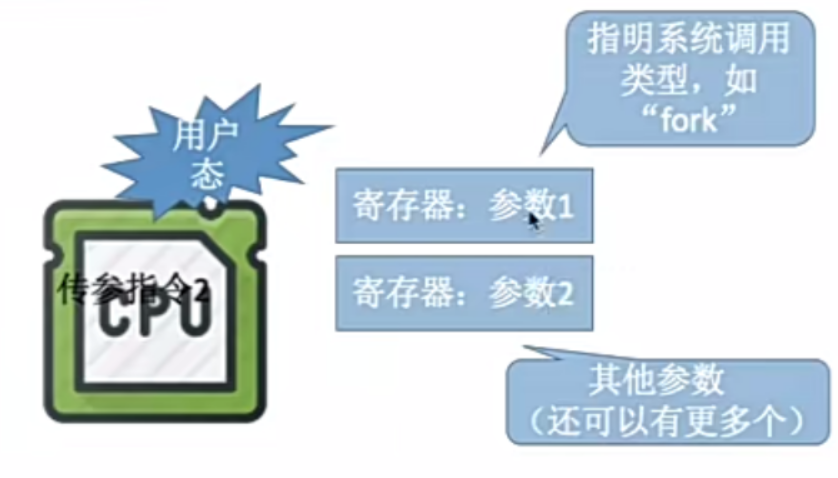 指明系统调用
类型，如
“fork”
用户
态
寄存器：参数1
传参指令2
CPU
寄存器：参数2
其他参数
（还可以有更多个）